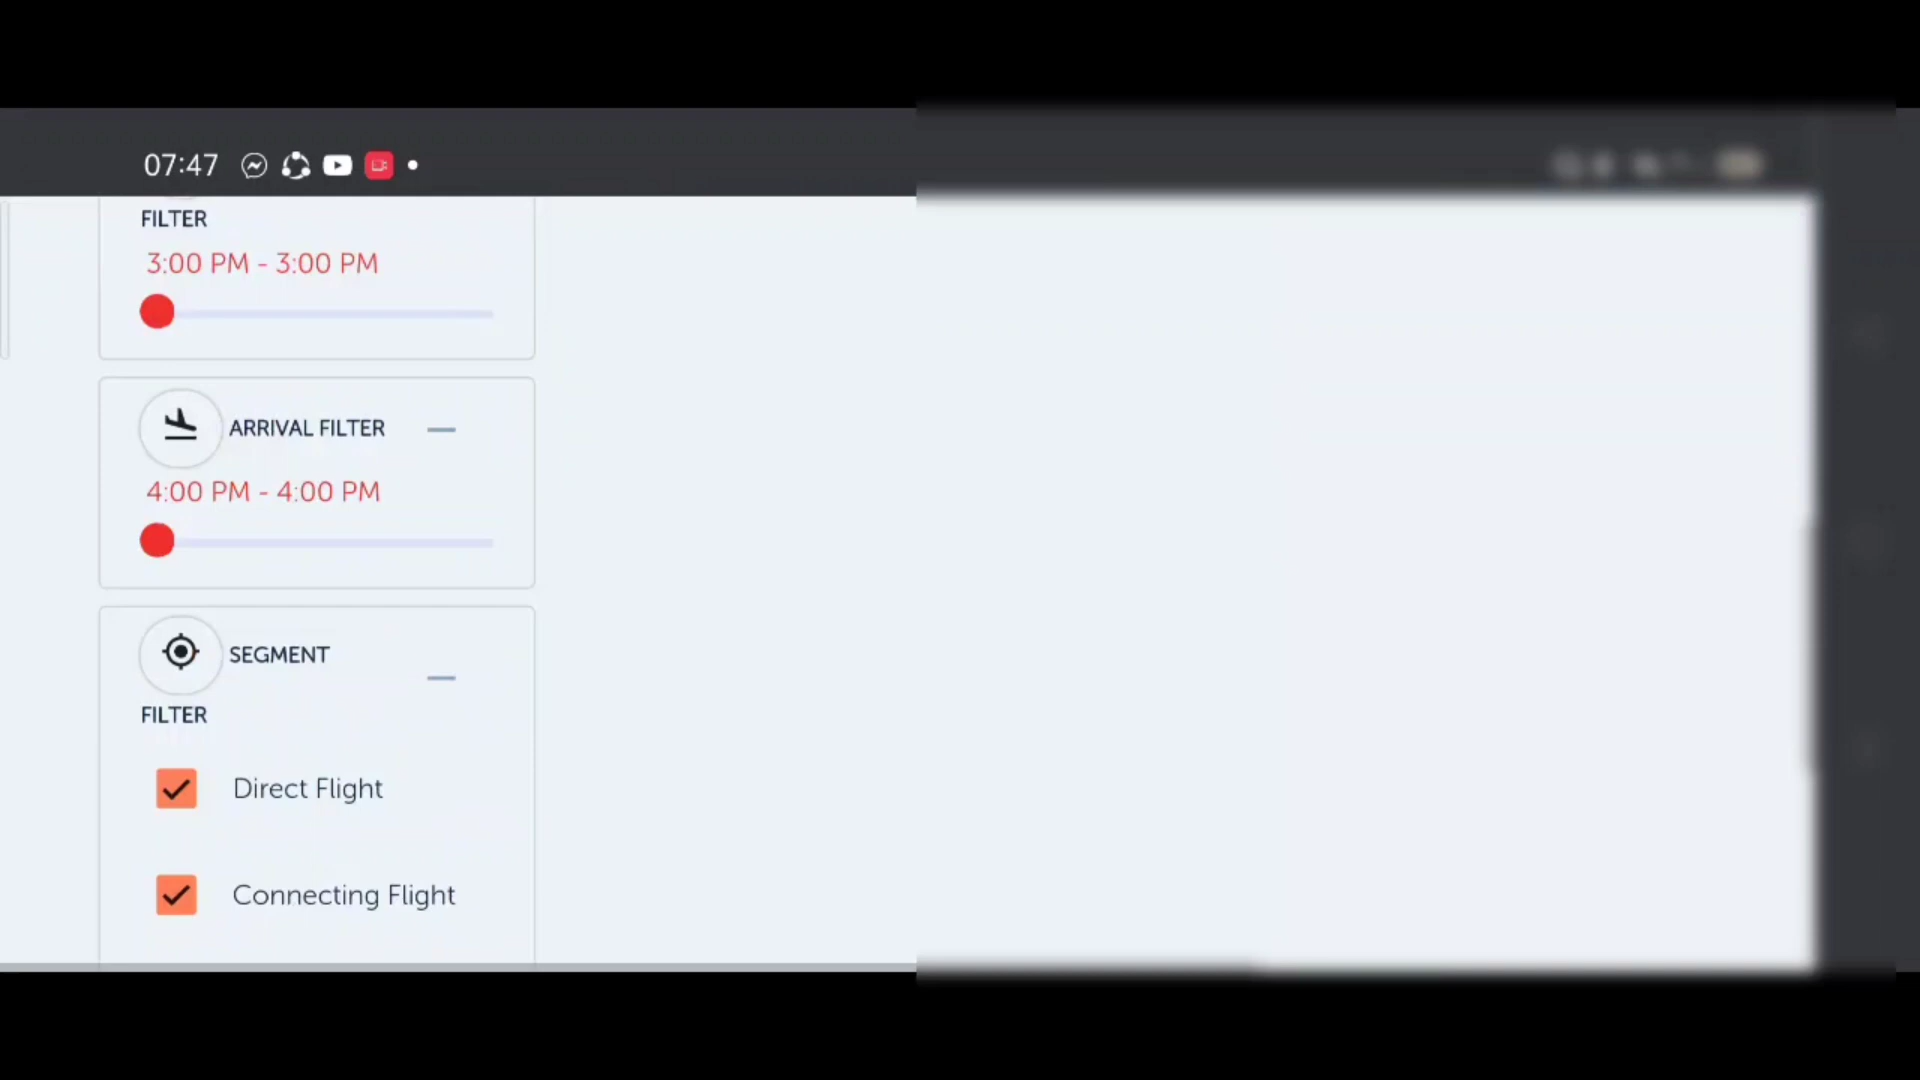 07:47
FILTER
3:00 PM - 3:00 PM
ARRIVAL FILTER
4:00 PM - 4:00 PM
SEGMENT
FILTER
Direct Flight
Connecting Flight